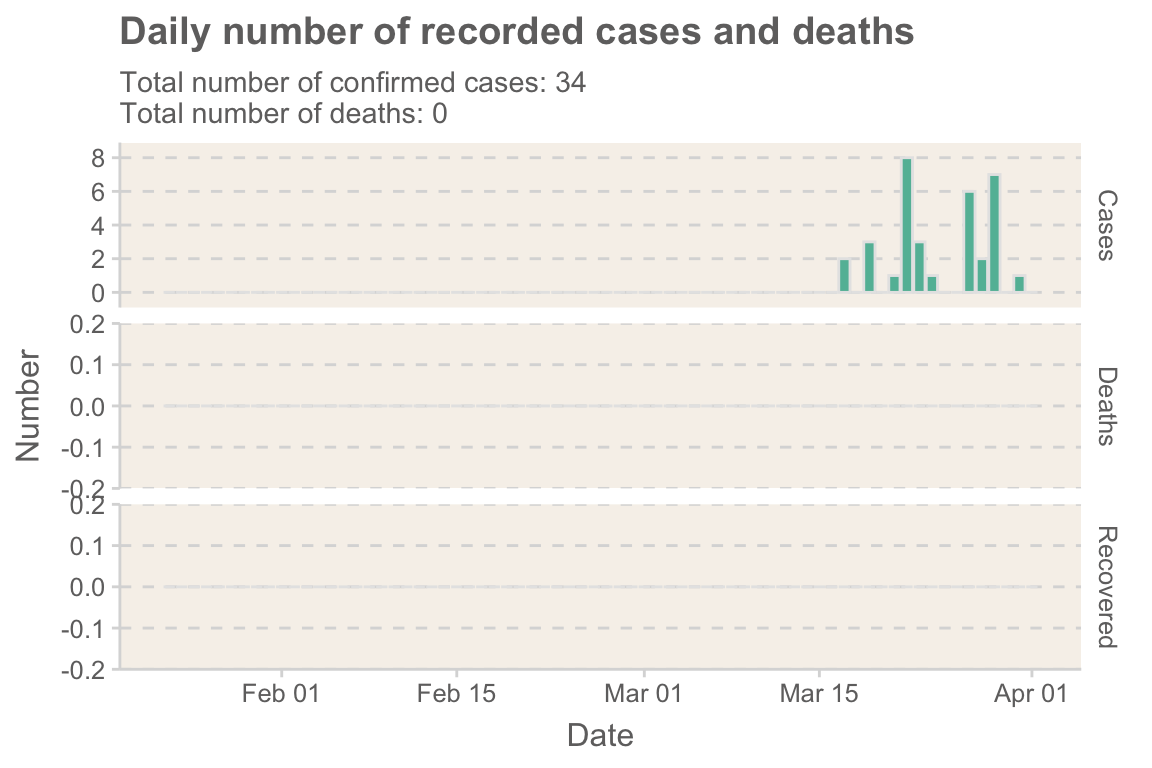 Daily number of recorded cases and deaths
Total number of confirmed cases: 34
Total number of deaths: 0
8
6
4
2
0
Cases
0.2
0.1
0.0
-0.1
-0.2
Deaths
Number
0.2
0.1
0.0
-0.1
-0.2
Recovered
Feb 01 Feb 15 Mar 01 Mar 15 Apr 01
Date